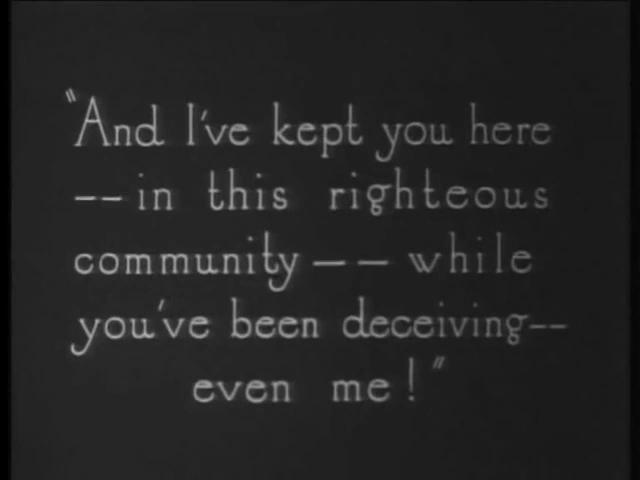 "And I've kept you here
-- in this righteous
community -- while
you've been deceiving--
even me!"